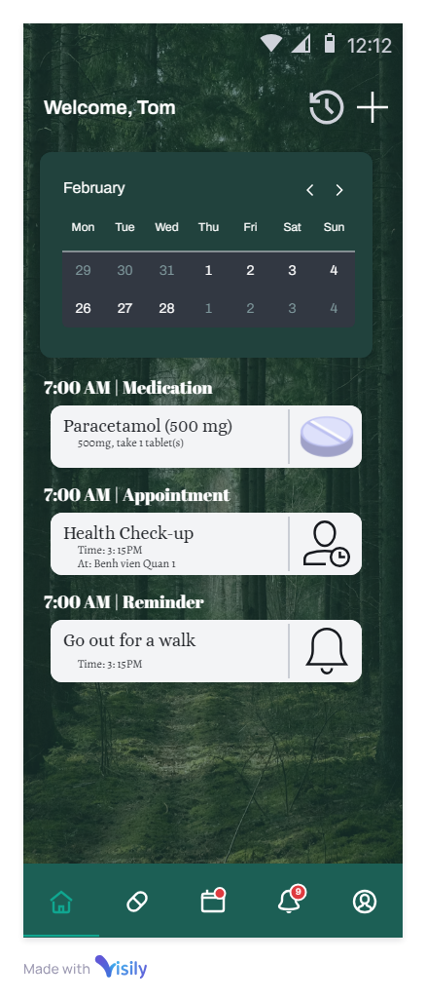 12:12
Welcome, Tom
February
Mon Tue Wed Thu Fri Sat Sun
29 30 31 1 2 3 4
26 27 28 1 2 3 4
7:00 AM | Medication
Paracetamol (500 mg)
500mg, take 1 tablet(s)
7:00 AM | Appointment
Health Check-up
Time: 3: 15PM
At: Benh vien Quan 1
7:00 AM | Reminder
Go out for a walk
Time: 3: 15PM
9
Made with Visily